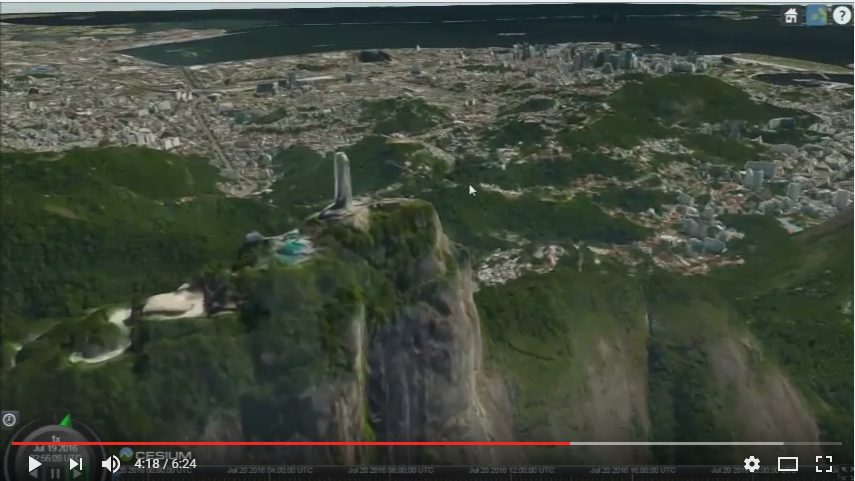 ?
1x
Jul 19 2016
CESIUM
4:18 / 6:24
Jul 20 2016 04:00:00 UTC
Jul 20 2016 08:00:00 UTC
Jul 20 2016 12:00:00 UTC
Jul 20 2016 16:00:00 UTC